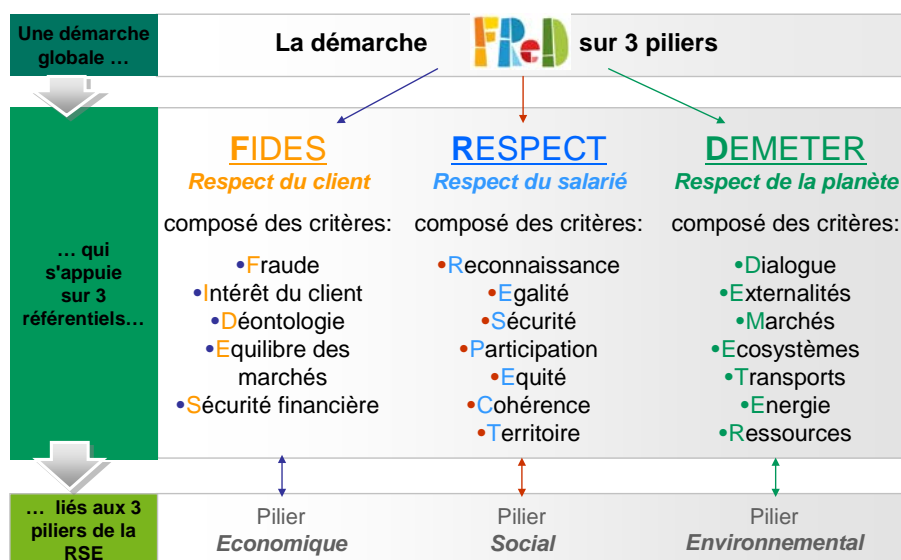 Une démarche
globale …
La démarche FReD sur 3 piliers
… qui
s'appuie
sur 3
référentiels…
FIDES
Respect du client
composé des critères:
•Fraude
•Intérêt du client
•Déontologie
•Equilibre des
marchés
•Sécurité financière
RESPECT
Respect du salarié
composé des critères:
•Reconnaissance
•Egalité
•Sécurité
•Participation
•Equité
•Cohérence
•Territoire
DEMETER
Respect de la planète
composé des critères:
•Dialogue
•Externalités
•Marchés
•Ecosystèmes
•Transports
•Energie
•Ressources
… liés aux 3
piliers de la
RSE
Pilier
Economique
Pilier
Social
Pilier
Environnemental